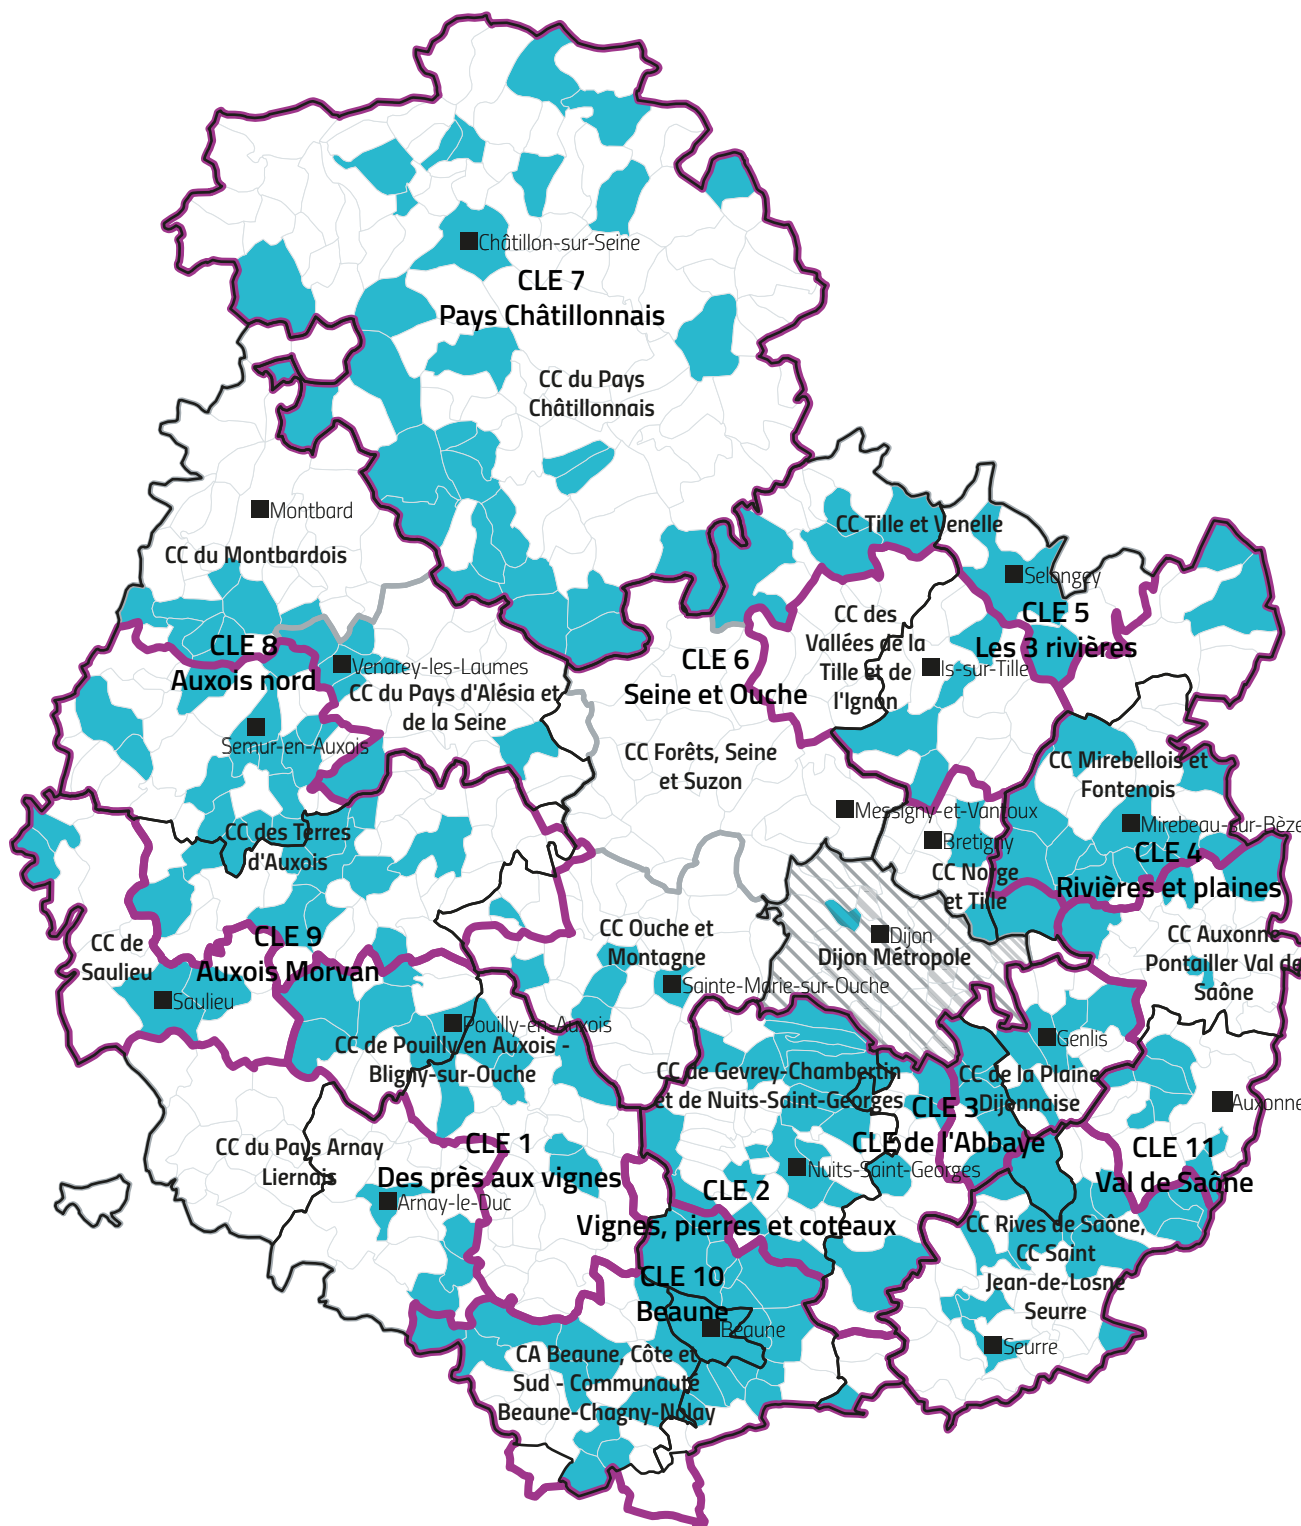 Châtillon-sur-Seine
CLE 7
Pays Châtillonnais
CC du Pays
Châtillonnais
Montbard
CC du Montbardois
CC Tille et Venelle
Selongey
CLE 5
Les 3 rivières
CC des
Vallées de la
Tille et de
l'Ignon
Is-sur-Tille
CLE 8
Auxois nord
Venarey-les-Laumes
CC du Pays d'Alésia et
de la Seine
CLE 6
Seine et Ouche
Semur-en-Auxois
CC Forêts, Seine
et Suzon
CC Mirebellois et
Fontenois
Messigny-et-Vantoux
Mirebeau-sur-Bèze
Bretigny
CC des Terres
d'Auxois
CLE 4
Rivières et plaines
CC Norge
et Tille
CC de
Saulieu
CLE 9
Auxois Morvan
CC Ouche et
Montagne
Dijon
Dijon Métropole
CC Auxonne
Pontailler Val de
Saône
Saulieu
Sainte-Marie-sur-Ouche
Pouilly-en-Auxois
CC de Pouilly en Auxois -
Bligny-sur-Ouche
Genlis
CC de Gevrey-Chambertin
et de Nuits-Saint-Georges
CC de la Plaine
Dijonnaise
Auxonne
CLE 3
CLE de l'Abbaye
CC du Pays Arnay
Liernais
CLE 1
Des près aux vignes
CLE 11
Val de Saône
Nuits-Saint-Georges
Arnay-le-Duc
CLE 2
Vignes, pierres et coteaux
CC Rives de Saône,
CC Saint
Jean-de-Losne
Seurre
CLE 10
Beaune
Beaune
Seurre
CA Beaune, Côte et
Sud - Communauté
Beaune-Chagny-Nolay